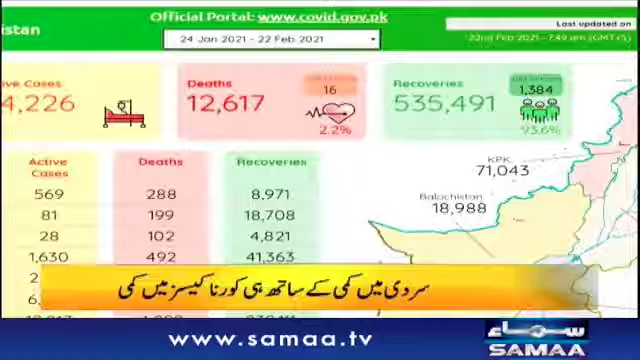 Official Portal: www.covid.gov.pk
istan
24 Jan 2021 - 22 Feb 2021
Last updated on
22nd Feb 2021 - 7:49 am (GMT+5)
ive Cases
4,226
Deaths
12,617
16
2.2%
Recoveries
535,491
1,384
93.6%
Active Cases Deaths Recoveries
569 288 8,971
81 199 18,708
28 102 4,821
1,630 492 41,363
KPK
71,043
Balochistan
18,988
سردی میں کمی کے ساتھ ہی کورنا کیسز میں کمی
www.samaa.tv
سماء
SAMAA